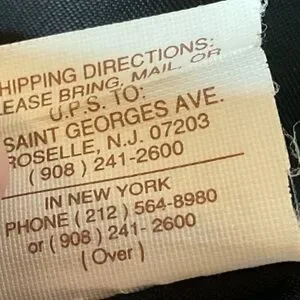 HIPPING DIRECTIONS:
LEASE BRING, MAIL, OR
U.P.S. TO:
SAINT GEORGES AVE.
ROSELLE, N.J. 07203
( 908 ) 241-2600
IN NEW YORK
PHONE ( 212 ) 564-8980
or ( 908 ) 241- 2600
( Over )